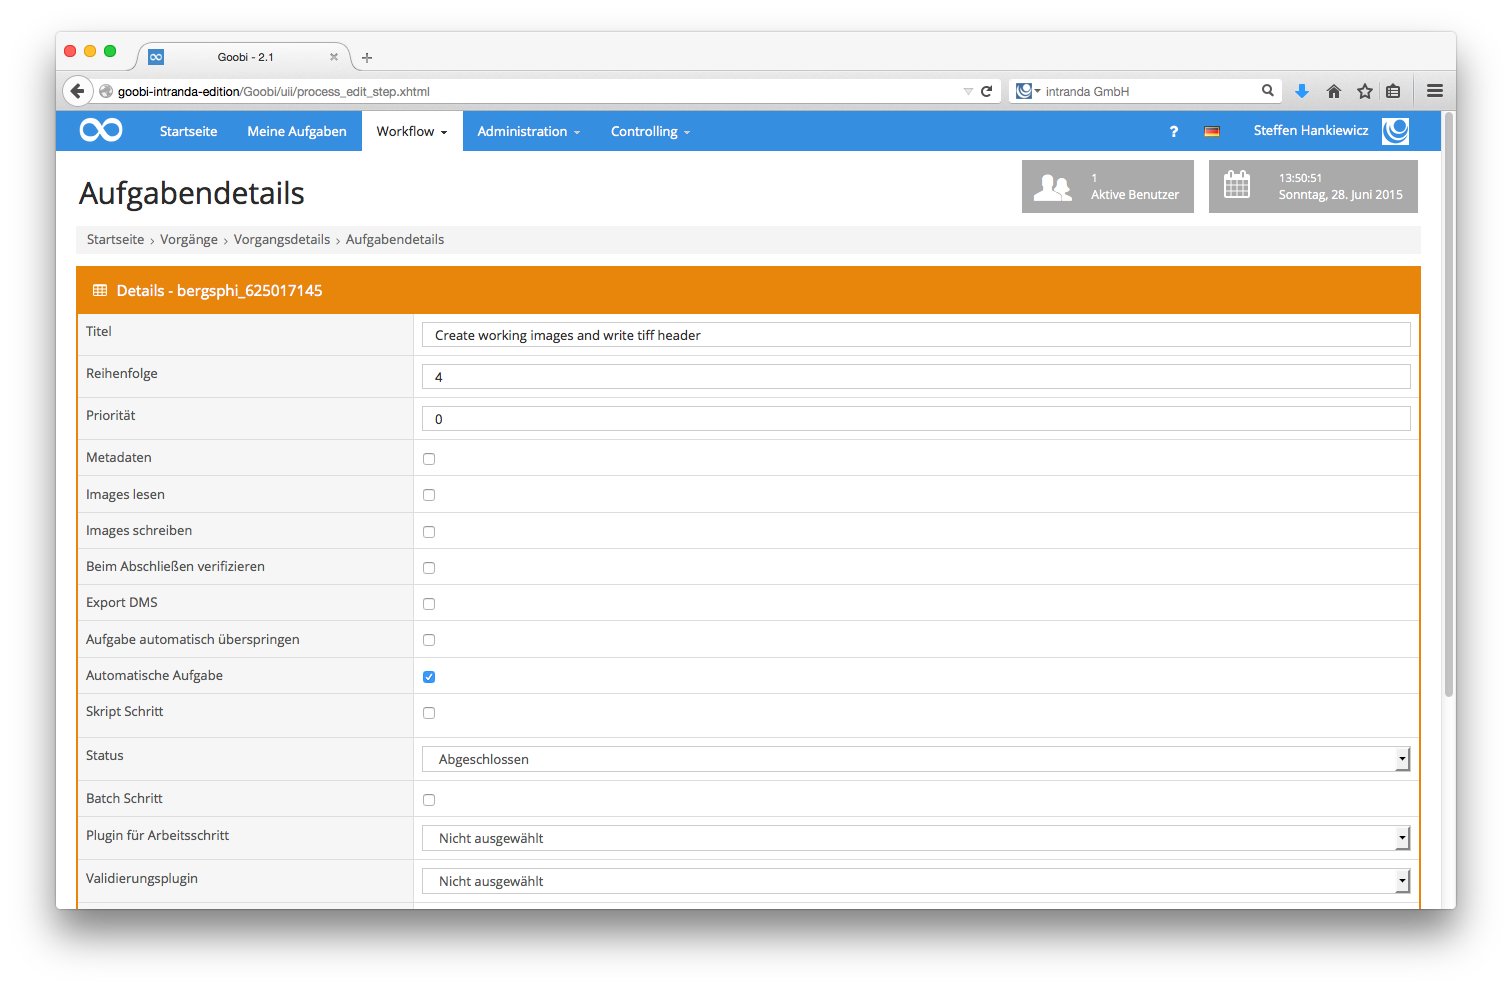 Goobi - 2.1
goobi-intranda-edition/Goobi/uii/process_edit_step.xhtml
intranda GmbH
Startseite Meine Aufgaben Workflow Administration Controlling ? Steffen Hankiewicz
Aufgabendetails
1
Aktive Benutzer
13:50:51
Sonntag, 28. Juni 2015
Startseite › Vorgänge › Vorgangsdetails › Aufgabendetails
Details - bergsphi_625017145
Titel Create working images and write tiff header
Reihenfolge 4
Priorität 0
Metadaten
Images lesen
Images schreiben
Beim Abschließen verifizieren
Export DMS
Aufgabe automatisch überspringen
Automatische Aufgabe
Skript Schritt
Status Abgeschlossen
Batch Schritt
Plugin für Arbeitsschritt Nicht ausgewählt
Validierungsplugin Nicht ausgewählt